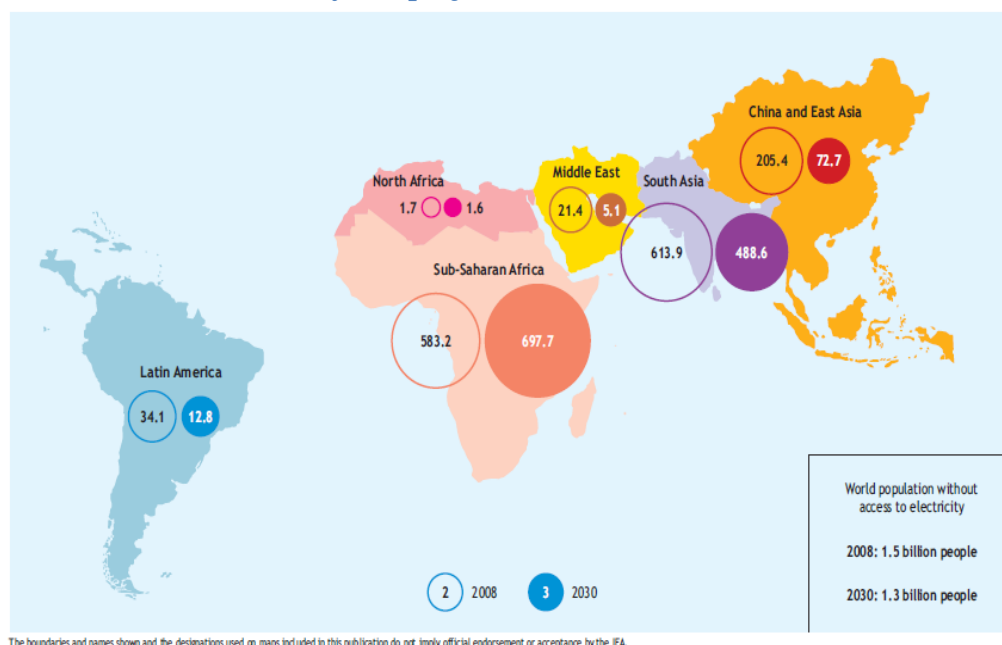 China and East Asia
205.4 72,7
North Africa
1.7 1.6
Middle East
21.4 5.1
South Asia
613.9 488.6
Sub-Saharan Africa
583.2 697.7
Latin America
34.1 12.8
World population without
access to electricity
2008: 1.5 billion people
2030: 1.3 billion people
2 2008 3 2030
The boundaries and names shown and the designations used on maps included in this publication do not imply official endorsement or acceptance by the IEA.